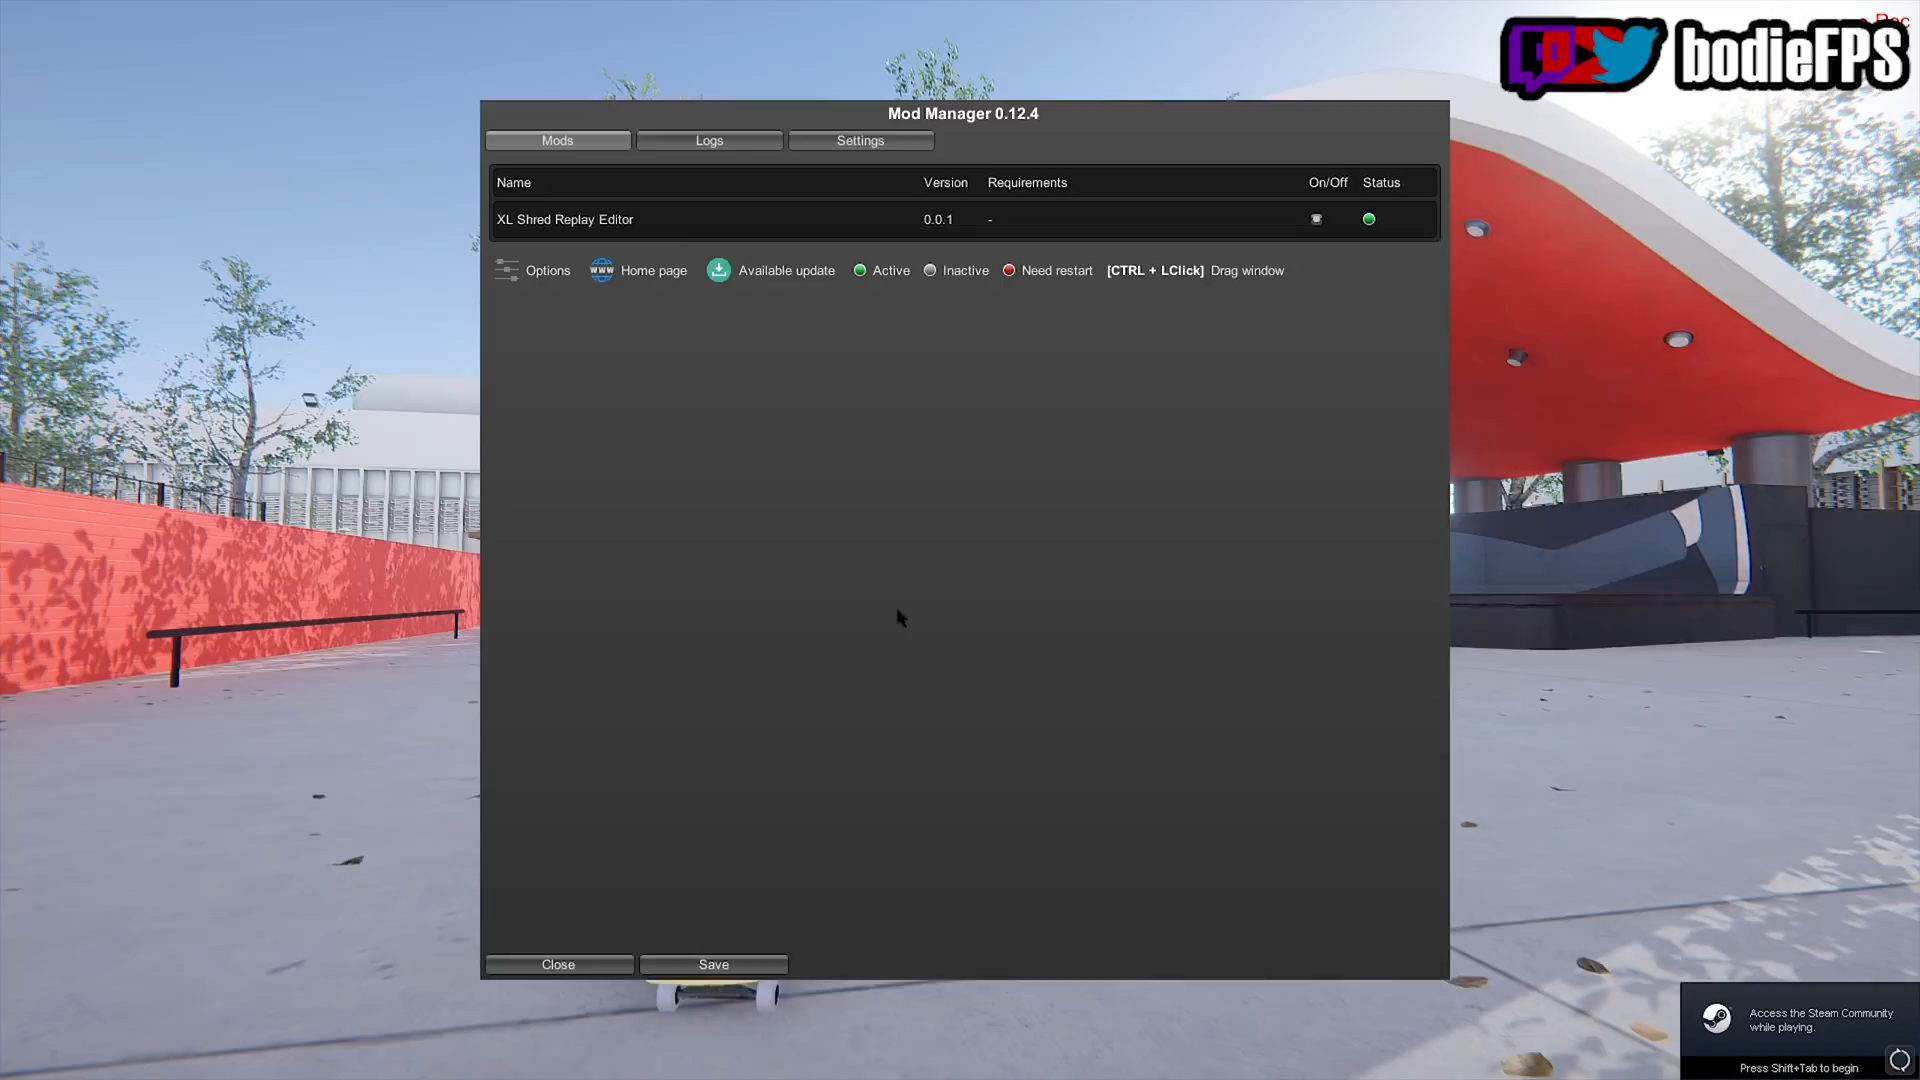 Rec
bodieFPS
Mod Manager 0.12.4
Mods Logs Settings
Name Version Requirements On/Off Status
XL Shred Replay Editor 0.0.1 -
Options WWW Home page Available update Active Inactive Need restart [CTRL + LClick] Drag window
Close Save
Access the Steam Community
while playing.
Press Shift+Tab to begin